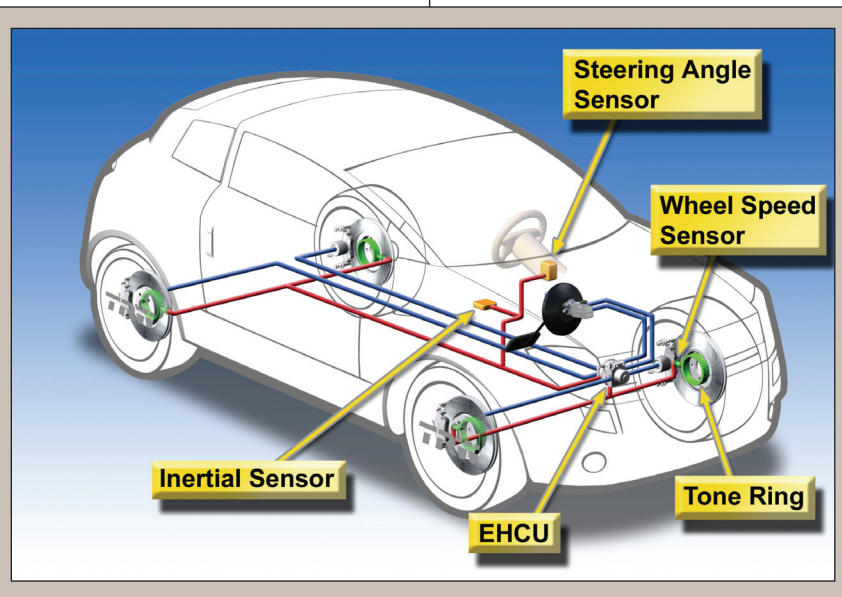 Steering Angle
Sensor
Wheel Speed
Sensor
Inertial Sensor
Tone Ring
EHCU